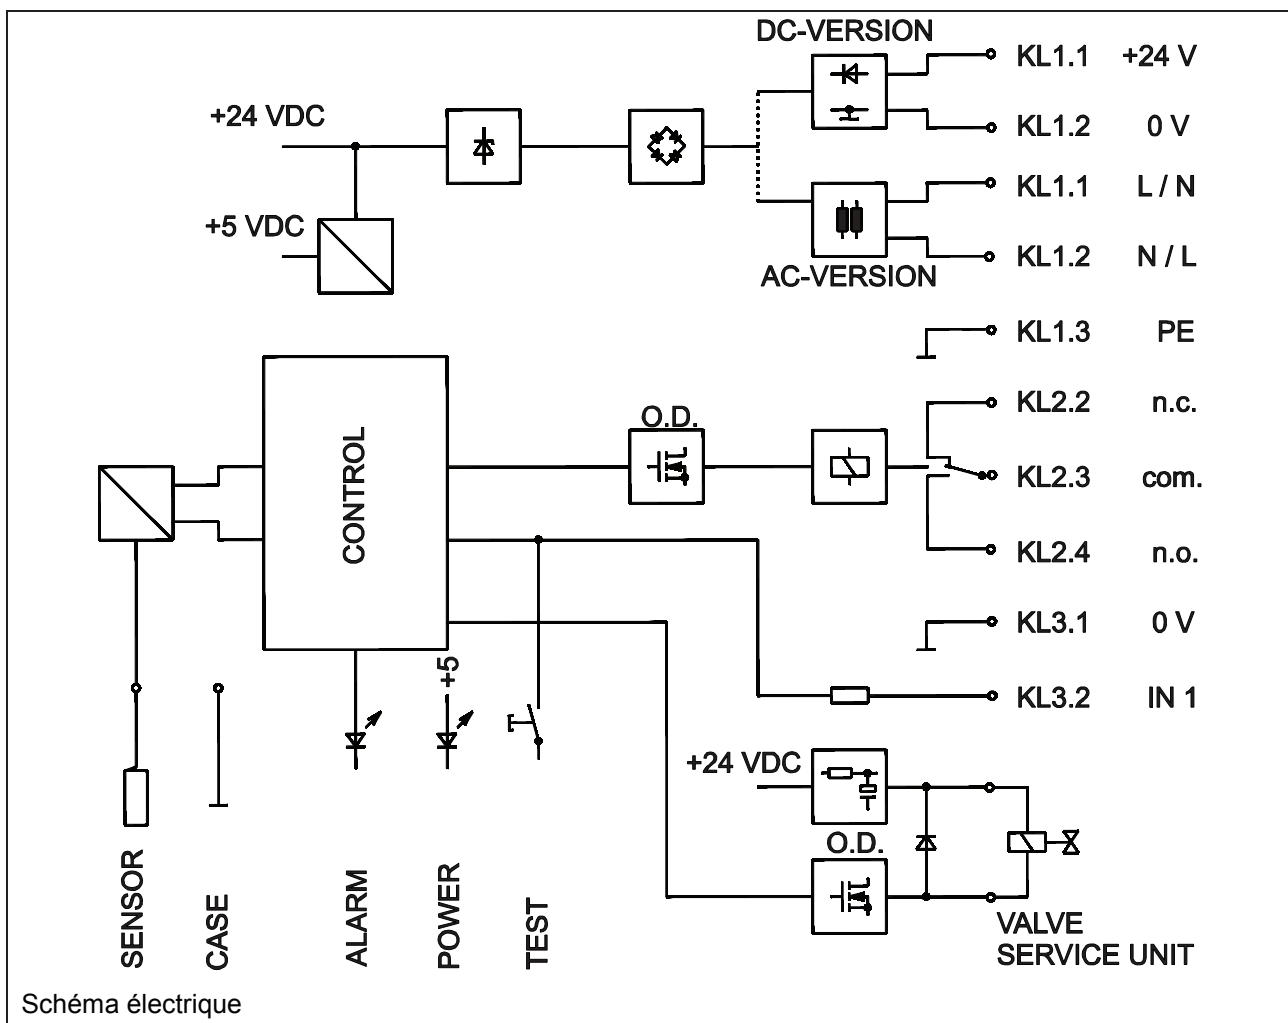 DC-VERSION
KL1.1 +24 V
+24 VDC
KL1.2 0 V
KL1.1 L / N
+5 VDC
KL1.2 N / L
AC-VERSION
KL1.3 PE
KL2.2 n.c.
O.D.
CONTROL
KL2.3 com.
KL2.4 n.o.
KL3.1 0 V
+5
KL3.2 IN 1
+24 VDC
O.D.
SENSOR
CASE
ALARM
POWER
TEST
VALVE
SERVICE UNIT
Schéma électrique